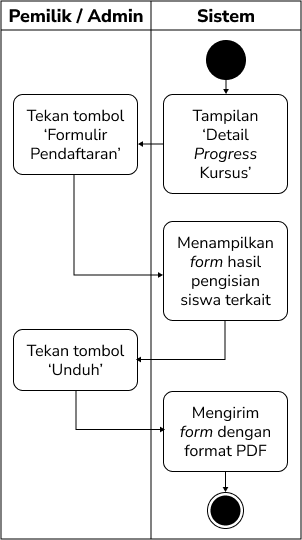 Pemilik / Admin
Sistem
Tampilan
‘Detail
Progress
Kursus’
Tekan tombol
‘Formulir
Pendaftaran’
Menampilkan
form hasil
pengisian
siswa terkait
Tekan tombol
‘Unduh’
Mengirim
form dengan
format PDF